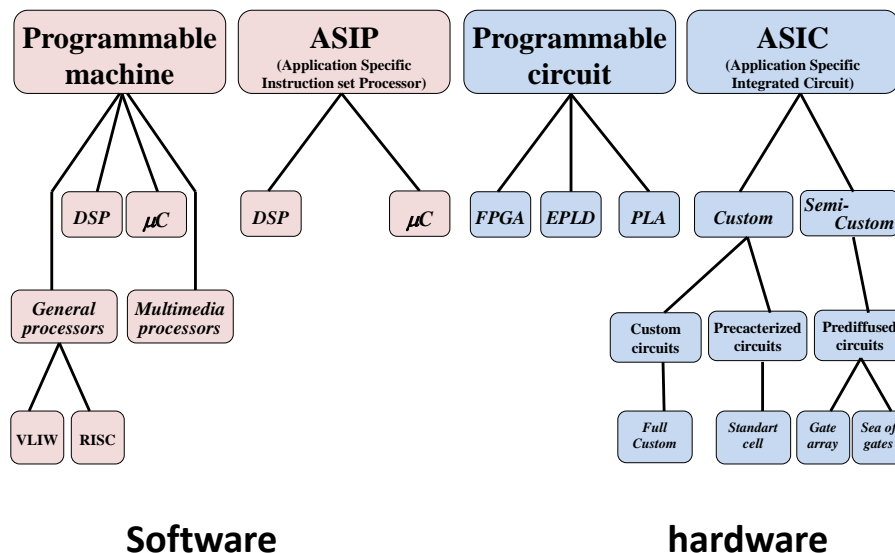 Programmable
machine
ASIP
(Application Specific
Instruction set Processor)
Programmable
circuit
ASIC
(Application Specific
Integrated Circuit)
DSP
μC
DSP
μC
FPGA
EPLD
PLA
Custom
Semi-
Custom
General
processors
Multimedia
processors
Custom
circuits
Precacterized
circuits
Prediffused
circuits
VLIW
RISC
Full
Custom
Standart
cell
Gate
array
Sea of
gates
Software
hardware